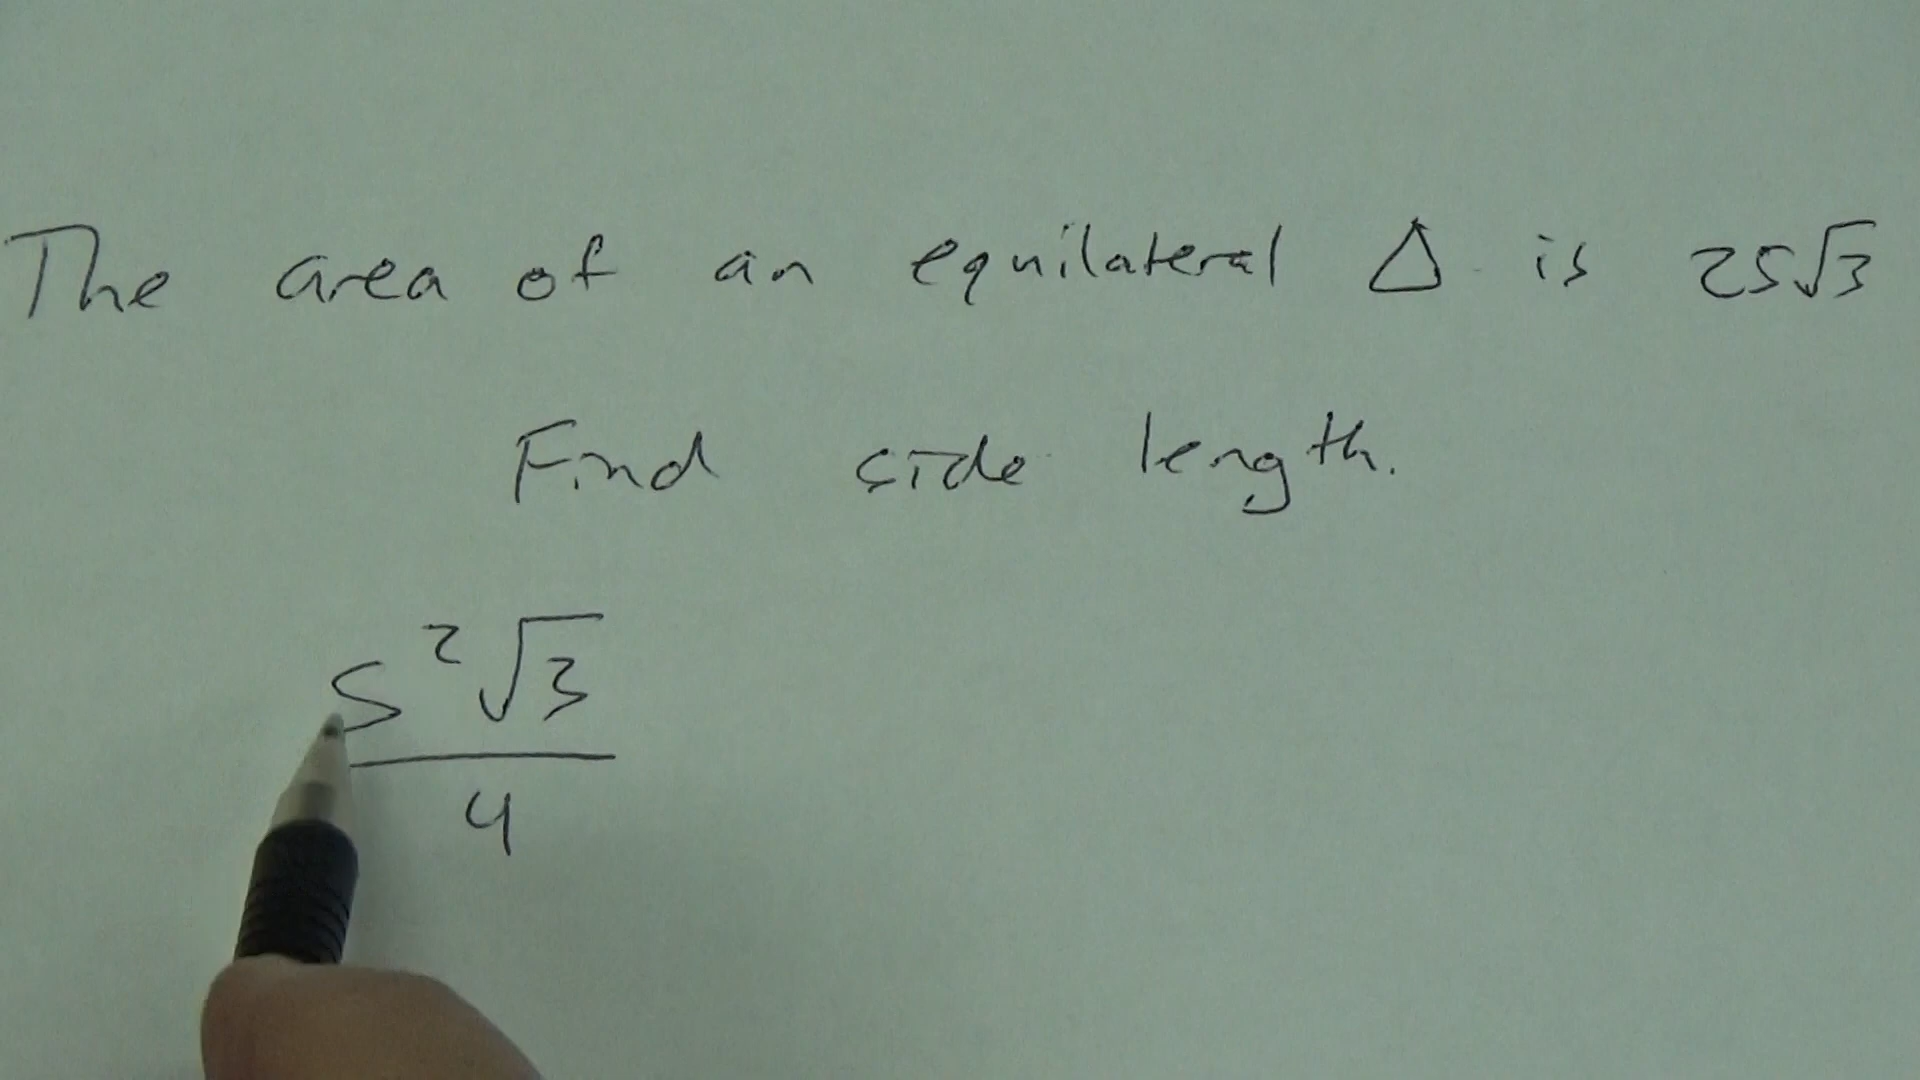 The area of an equilateral Δ is 25√3
Find side length.
s²√3
4